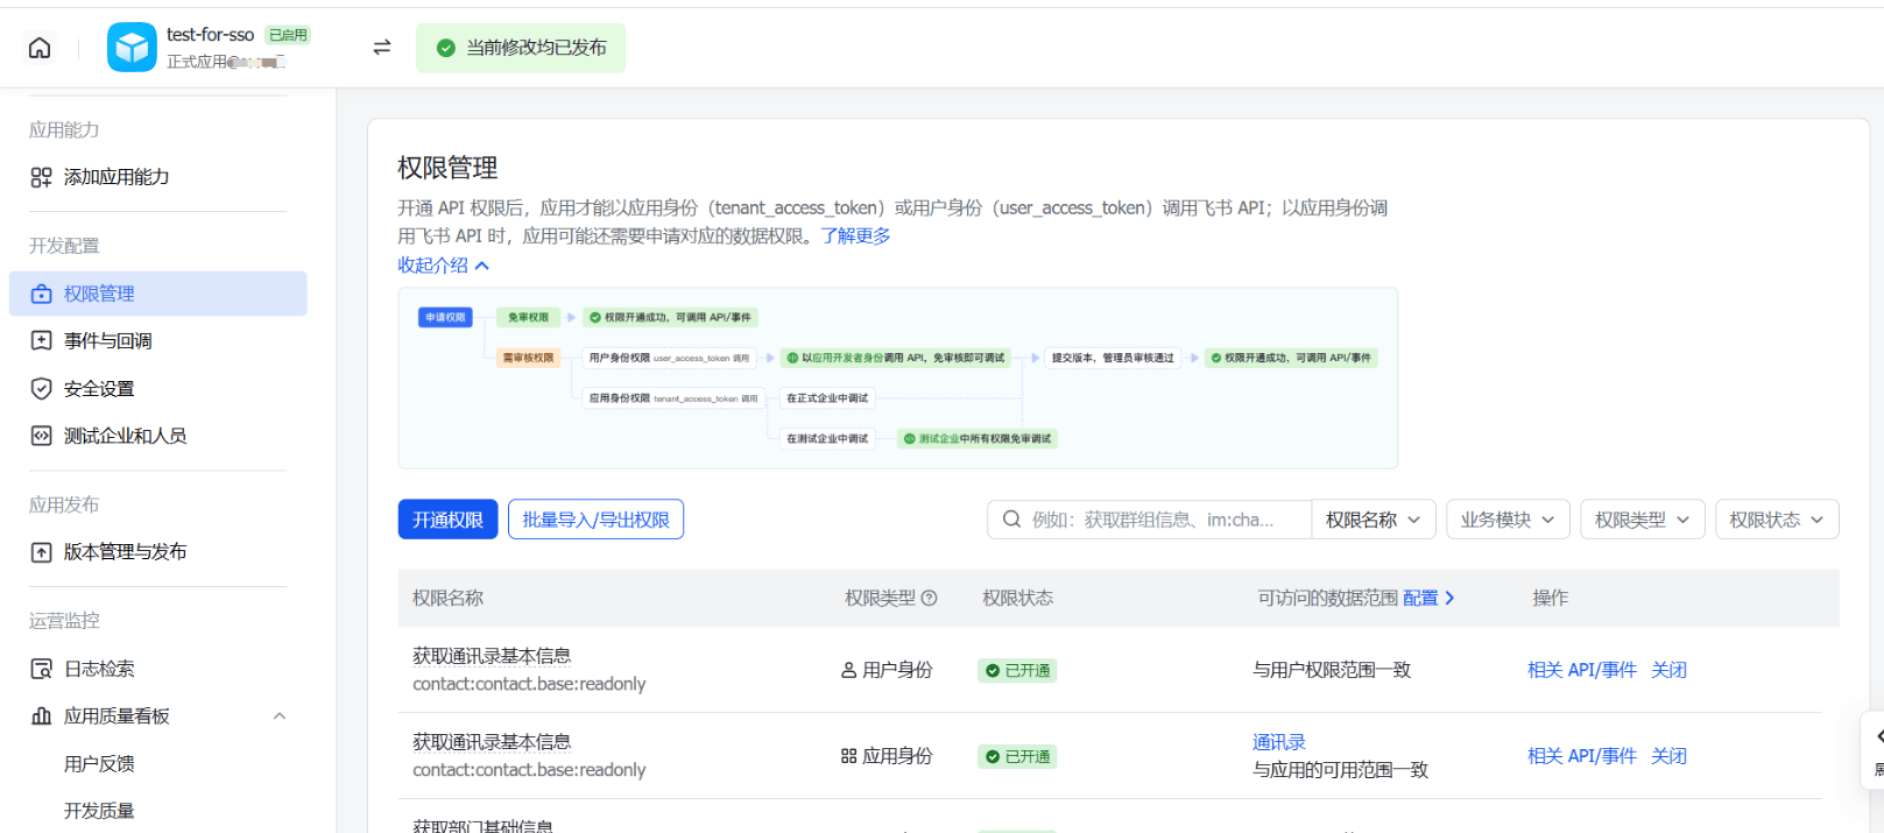 test-for-sso 已启用
正式应用
当前修改均已发布
应用能力
添加应用能力
开发配置
权限管理
事件与回调
安全设置
测试企业和人员
应用发布
版本管理与发布
运营监控
日志检索
应用质量看板
用户反馈
开发质量
权限管理
开通 API 权限后，应用才能以应用身份（tenant_access_token）或用户身份（user_access_token）调用飞书 API；以应用身份调
用飞书 API 时，应用可能还需要申请对应的数据权限。了解更多
收起介绍
申请权限 免审权限 权限开通成功，可调用 API/事件
需审核权限 用户身份权限 user_access_token 调用 以应用开发者身份调用 API，免审核即可调试 提交版本，管理员审核通过 权限开通成功，可调用 API/事件
应用身份权限 tenant_access_token 调用 在正式企业中调试
在测试企业中调试 测试企业中所有权限免审调试
开通权限 批量导入/导出权限 例如：获取群组信息、im:cha... 权限名称 业务模块 权限类型 权限状态
权限名称 权限类型 权限状态 可访问的数据范围 配置 操作
获取通讯录基本信息
contact:contact.base:readonly
用户身份 已开通 与用户权限范围一致 相关 API/事件 关闭
获取通讯录基本信息
contact:contact.base:readonly
应用身份 已开通 通讯录
与应用的可用范围一致
相关 API/事件 关闭
获取部门基础信息